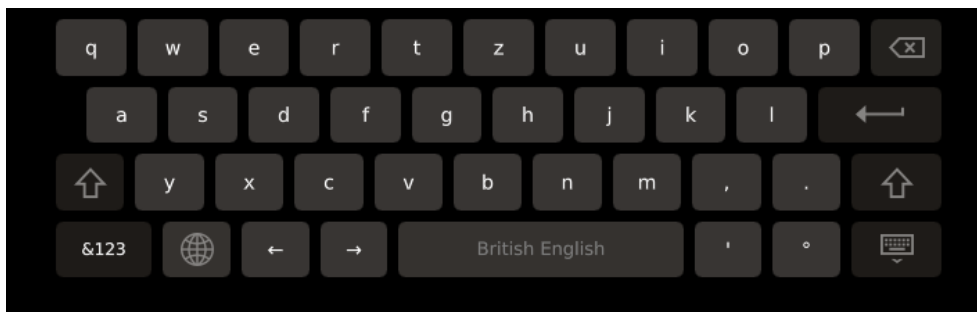 q w e r t z u i o p
a s d f g h j k l
y x c v b n m , .
&123 ← → British English ' °